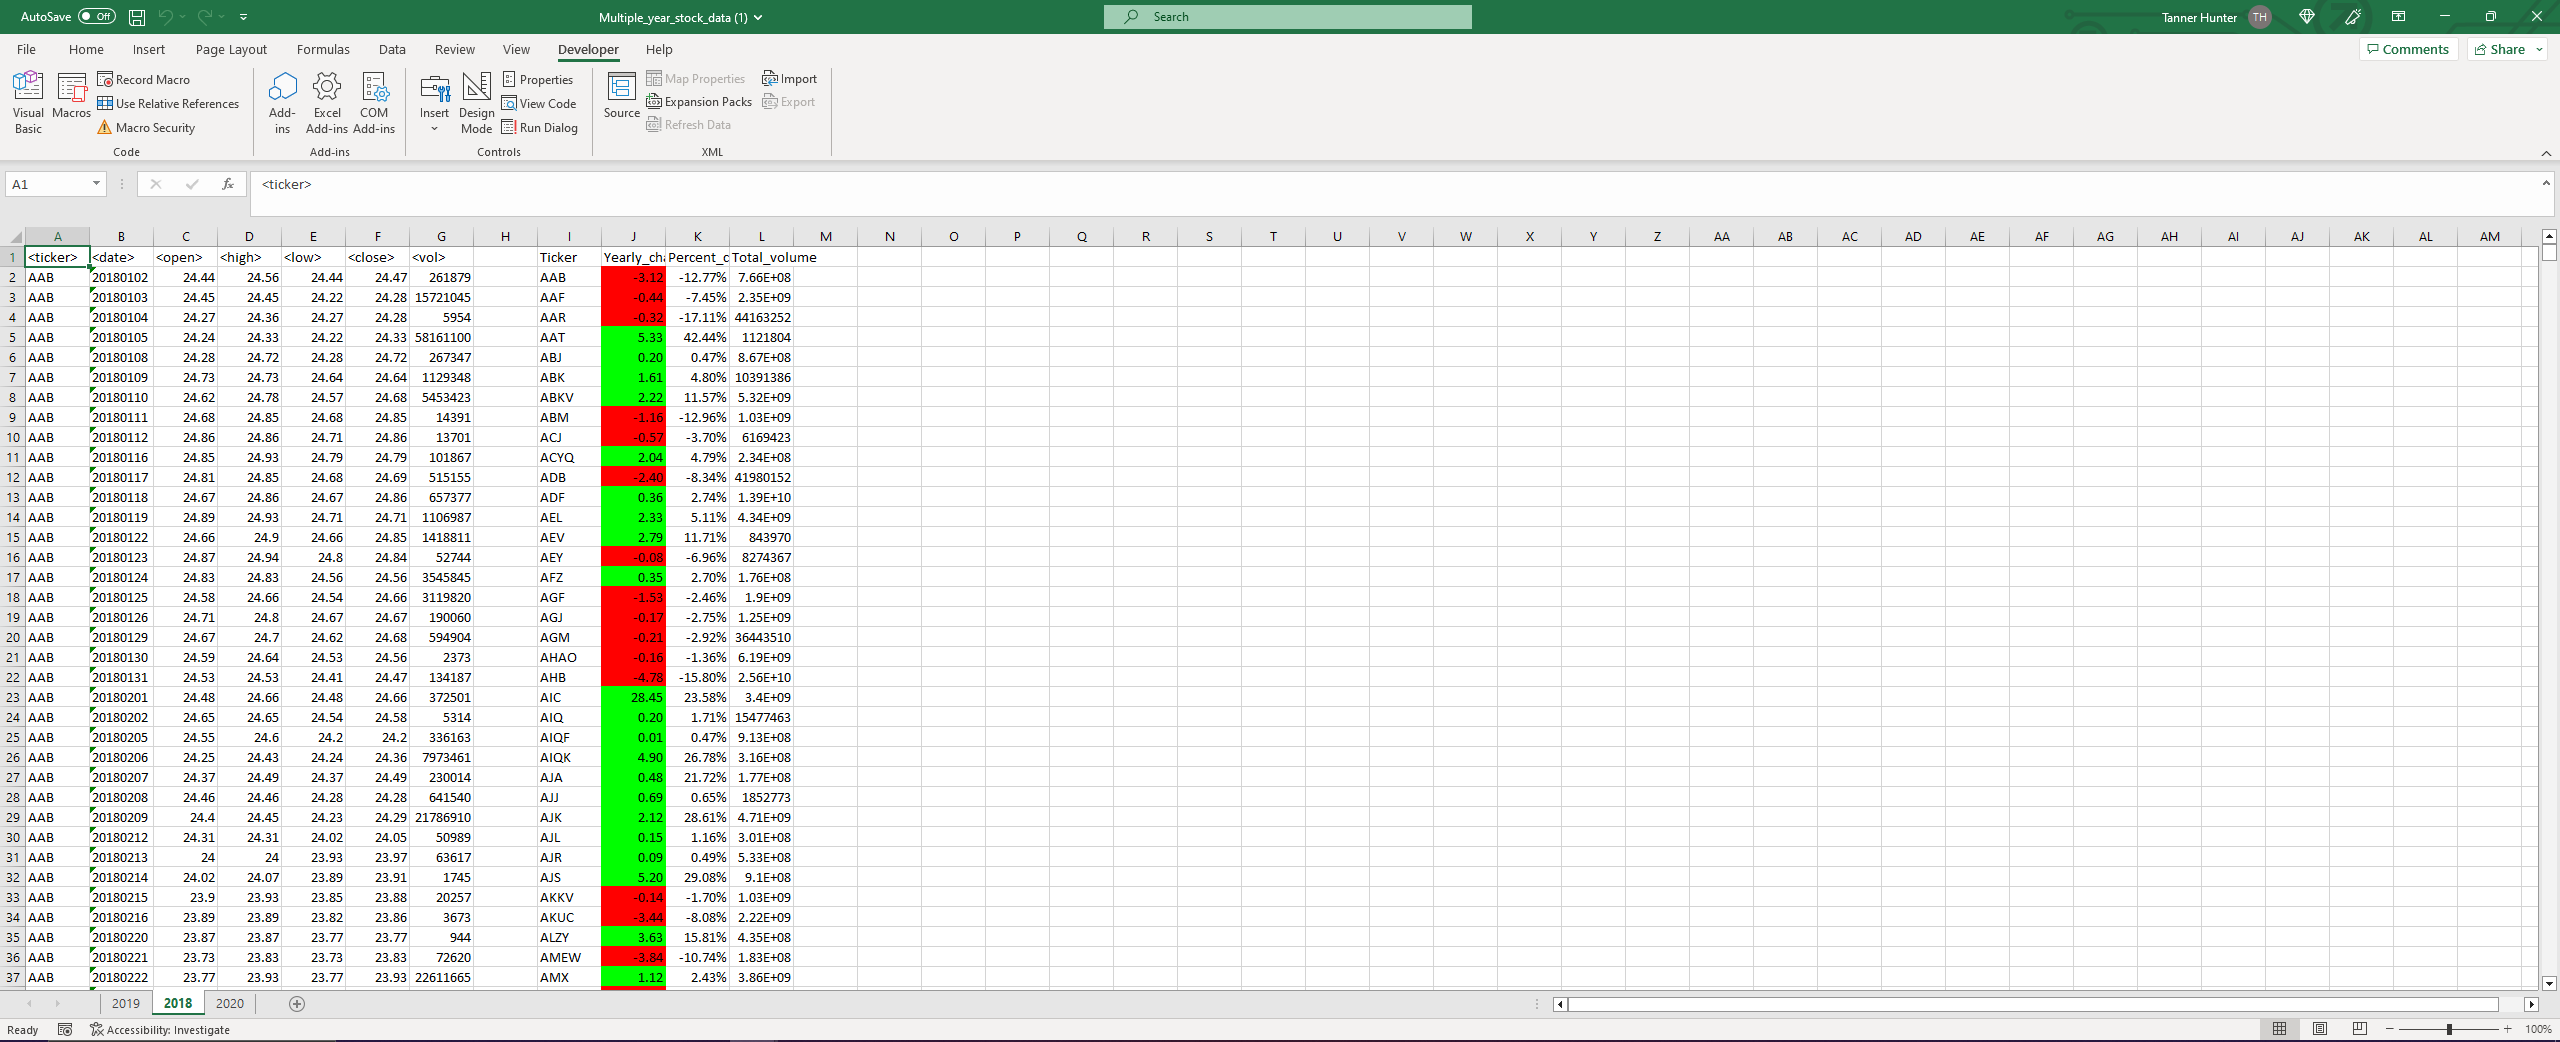 AutoSave Off Multiple_year_stock_data (1) Search Tanner Hunter TH
File Home Insert Page Layout Formulas Data Review View Developer Help Comments Share
Visual Basic Macros Record Macro Use Relative References Macro Security Code
Add-ins Excel Add-ins COM Add-ins Add-ins
Insert Design Mode Properties View Code Run Dialog Controls
Source Map Properties Expansion Packs Refresh Data Import Export XML
A1 fx <ticker>
A B C D E F G H I J K L M N O P Q R S T U V W X Y Z AA AB AC AD AE AF AG AH AI AJ AK AL AM
1 <ticker> <date> <open> <high> <low> <close> <vol> Ticker Yearly_cha Percent_c Total_volume
2 AAB 20180102 24.44 24.56 24.44 24.47 261879 AAB -3.12 -12.77% 7.66E+08
3 AAB 20180103 24.45 24.45 24.22 24.28 15721045 AAF -0.44 -7.45% 2.35E+09
4 AAB 20180104 24.27 24.36 24.27 24.28 5954 AAR -0.32 -17.11% 44163252
5 AAB 20180105 24.24 24.33 24.22 24.33 58161100 AAT 5.33 42.44% 1121804
6 AAB 20180108 24.28 24.72 24.28 24.72 267347 ABJ 0.20 0.47% 8.67E+08
7 AAB 20180109 24.73 24.73 24.64 24.64 1129348 ABK 1.61 4.80% 10391386
8 AAB 20180110 24.62 24.78 24.57 24.68 5453423 ABKV 2.22 11.57% 5.32E+09
9 AAB 20180111 24.68 24.85 24.68 24.85 14391 ABM -1.16 -12.96% 1.03E+09
10 AAB 20180112 24.86 24.86 24.71 24.86 13701 ACJ -0.57 -3.70% 6169423
11 AAB 20180116 24.85 24.93 24.79 24.79 101867 ACYQ 2.04 4.79% 2.34E+08
12 AAB 20180117 24.81 24.85 24.68 24.69 515155 ADB -2.40 -8.34% 41980152
13 AAB 20180118 24.67 24.86 24.67 24.86 657377 ADF 0.36 2.74% 1.39E+10
14 AAB 20180119 24.89 24.93 24.71 24.71 1106987 AEL 2.33 5.11% 4.34E+09
15 AAB 20180122 24.66 24.9 24.66 24.85 1418811 AEV 2.79 11.71% 843970
16 AAB 20180123 24.87 24.94 24.8 24.84 52744 AEY -0.08 -6.96% 8274367
17 AAB 20180124 24.83 24.83 24.56 24.56 3545845 AFZ 0.35 2.70% 1.76E+08
18 AAB 20180125 24.58 24.66 24.54 24.66 3119820 AGF -1.53 -2.46% 1.9E+09
19 AAB 20180126 24.71 24.8 24.67 24.67 190060 AGJ -0.17 -2.75% 1.25E+09
20 AAB 20180129 24.67 24.7 24.62 24.68 594904 AGM -0.21 -2.92% 36443510
21 AAB 20180130 24.59 24.64 24.53 24.56 2373 AHAO -0.16 -1.36% 6.19E+09
22 AAB 20180131 24.53 24.53 24.41 24.47 134187 AHB -4.78 -15.80% 2.56E+10
23 AAB 20180201 24.48 24.66 24.48 24.66 372501 AIC 28.45 23.58% 3.4E+09
24 AAB 20180202 24.65 24.65 24.54 24.58 5314 AIQ 0.20 1.71% 15477463
25 AAB 20180205 24.55 24.6 24.2 24.2 336163 AIQF 0.01 0.47% 9.13E+08
26 AAB 20180206 24.25 24.43 24.24 24.36 7973461 AIQK 4.90 26.78% 3.16E+08
27 AAB 20180207 24.37 24.49 24.37 24.49 230014 AJA 0.48 21.72% 1.77E+08
28 AAB 20180208 24.46 24.46 24.28 24.28 641540 AJJ 0.69 0.65% 1852773
29 AAB 20180209 24.4 24.45 24.23 24.29 21786910 AJK 2.12 28.61% 4.71E+09
30 AAB 20180212 24.31 24.31 24.02 24.05 50989 AJL 0.15 1.16% 3.01E+08
31 AAB 20180213 24 24 23.93 23.97 63617 AJR 0.09 0.49% 5.33E+08
32 AAB 20180214 24.02 24.07 23.89 23.91 1745 AJS 5.20 29.08% 9.1E+08
33 AAB 20180215 23.9 23.93 23.85 23.88 20257 AKKV -0.14 -1.70% 1.03E+09
34 AAB 20180216 23.89 23.89 23.82 23.86 3673 AKUC -3.44 -8.08% 2.22E+09
35 AAB 20180220 23.87 23.87 23.77 23.77 944 ALZY 3.63 15.81% 4.35E+08
36 AAB 20180221 23.73 23.83 23.73 23.83 72620 AMEW -3.84 -10.74% 1.83E+08
37 AAB 20180222 23.77 23.93 23.77 23.93 22611665 AMX 1.12 2.43% 3.86E+09
2019 2018 2020
Ready Accessibility: Investigate 100%